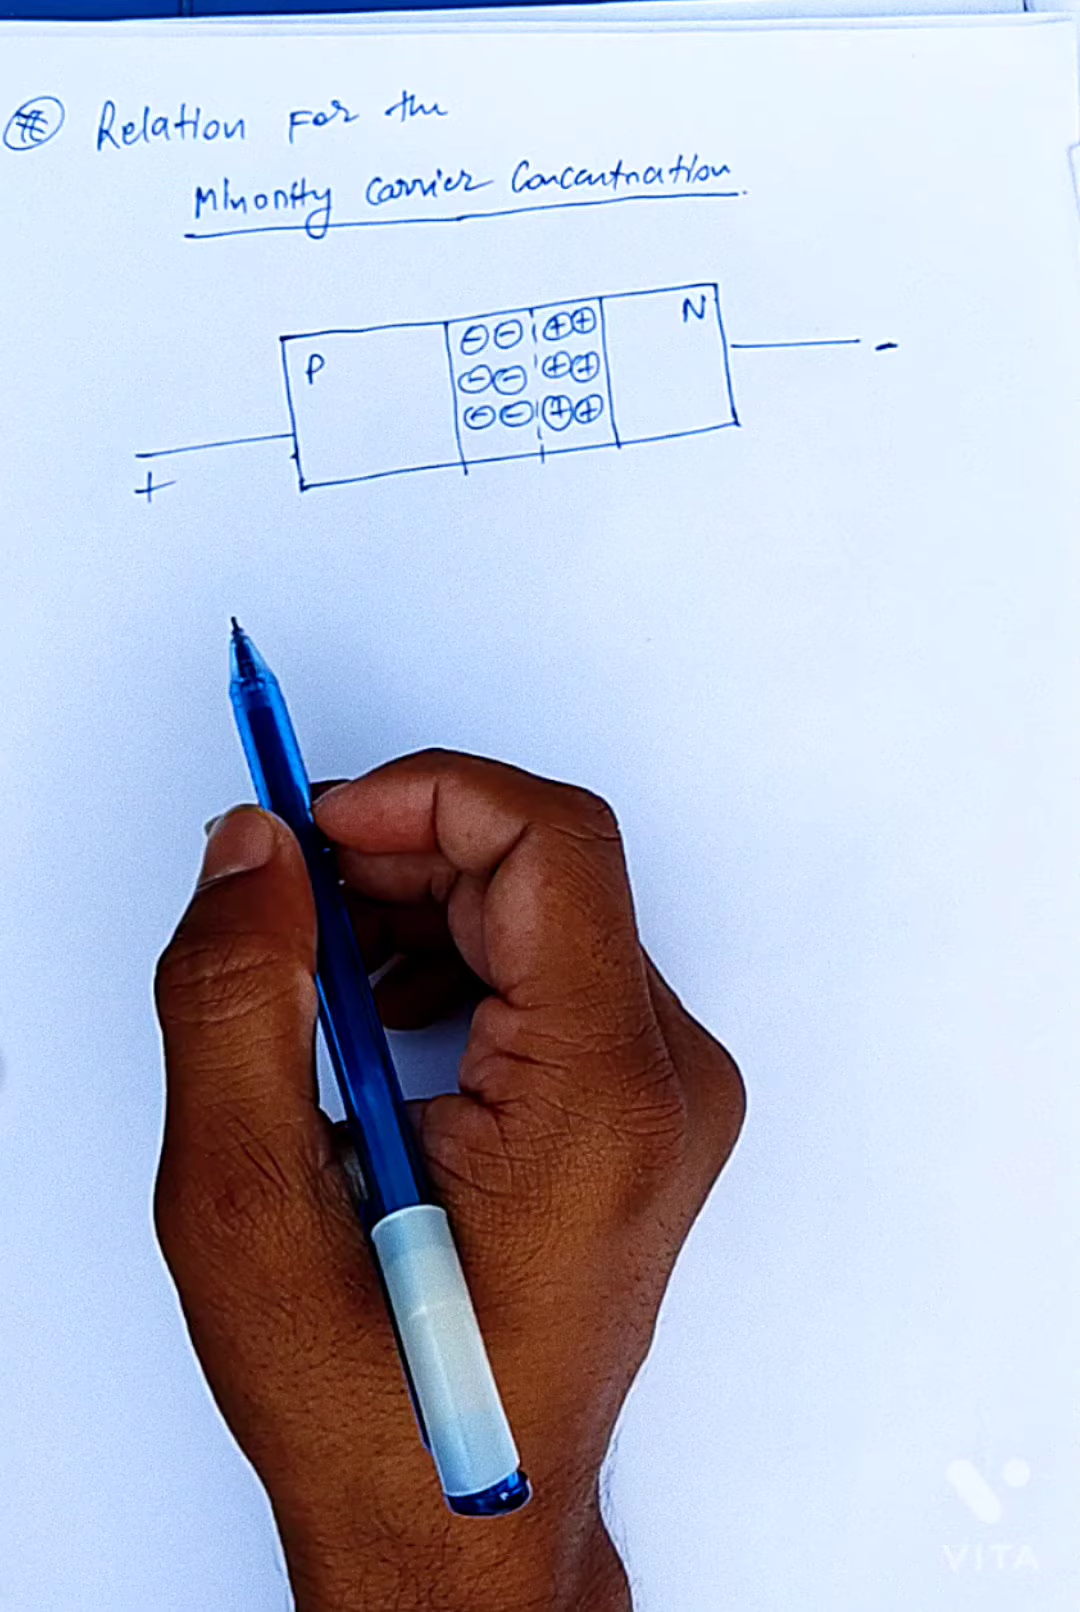 Relation For the
Minority Carrier Concentration.
P
⊖⊖ ⊕⊕
N
⊖⊖ ⊕⊕
⊖⊖ ⊕⊕
-
+
VITA